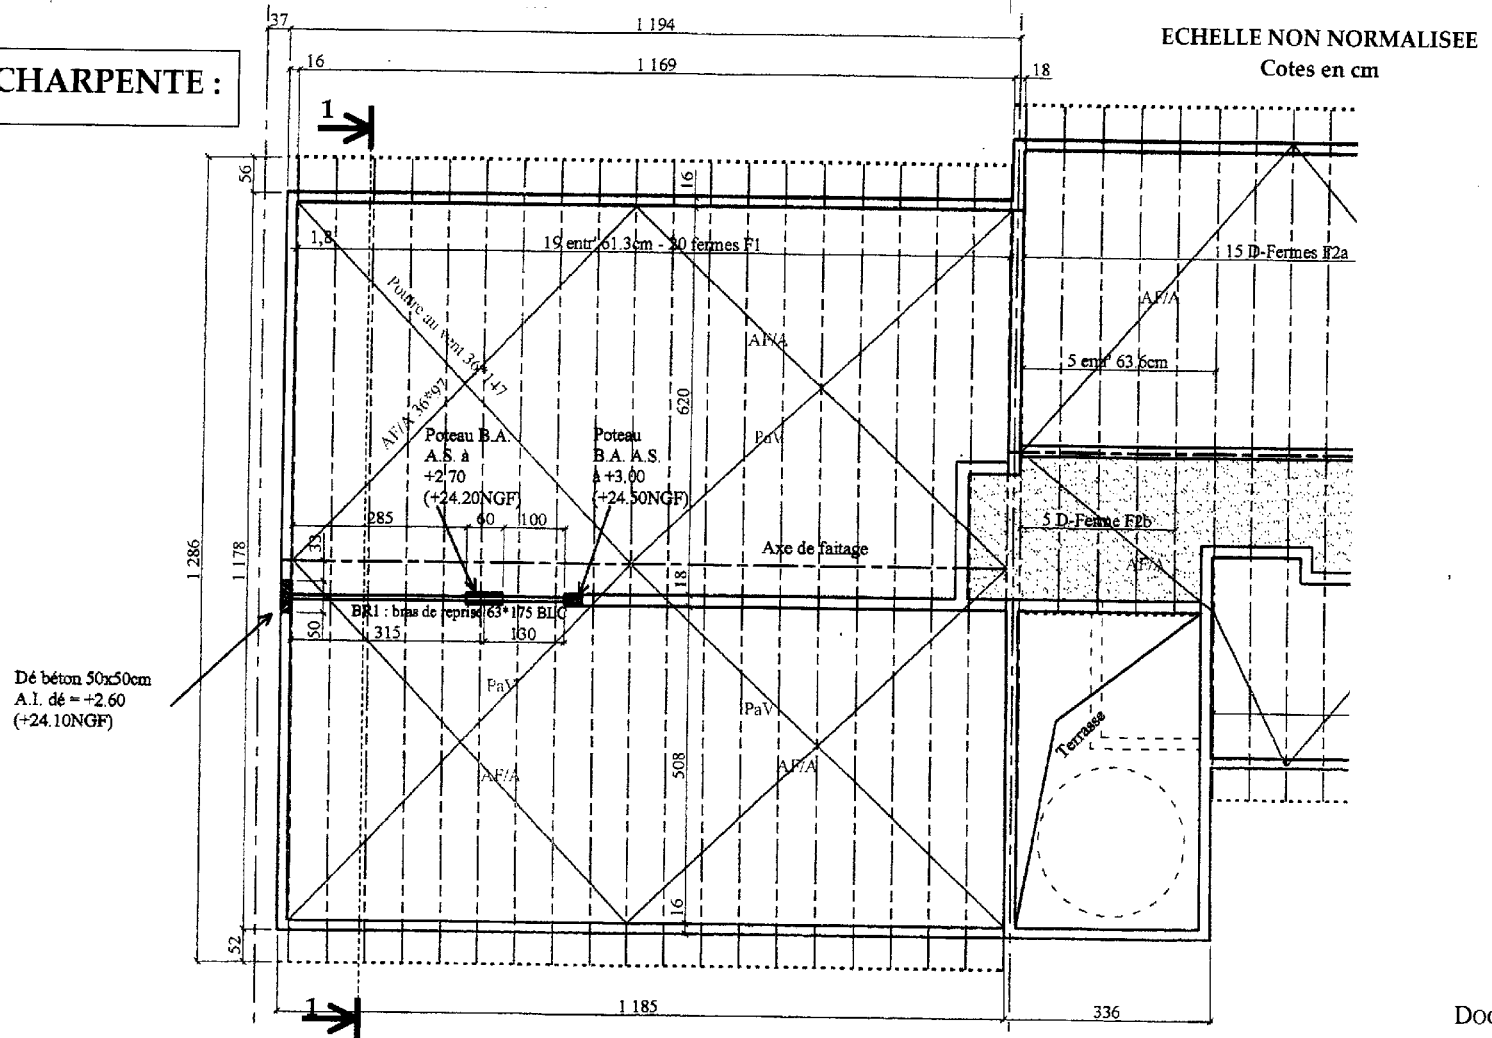 CHARPENTE :
ECHELLE NON NORMALISEE
Cotes en cm
37
1 194
16
1 169
18
1
56
16
1,8
19 entr' 61.3cm - 20 fermes F1
15 D-Fermes F2a
Poutre au vent 36*147
AF/A 36*97
AF/A
AF/A
5 entr' 63.6cm
620
PaV
Poteau B.A.
A.S. à
+2.70
(+24.20NGF)
Poteau
B.A. A.S.
à +3.00
(+24.50NGF)
285
60
100
33
Axe de faîtage
5 D-Ferme F2b
AF/A
1 286
1 178
18
BR1 : bras de reprise 63*175 BLC
50
315
130
Dé béton 50x50cm
A.I. dé = +2.60
(+24.10NGF)
PaV
PaV
Terrasse
508
AF/A
AF/A
16
52
1
1 185
336
Doc